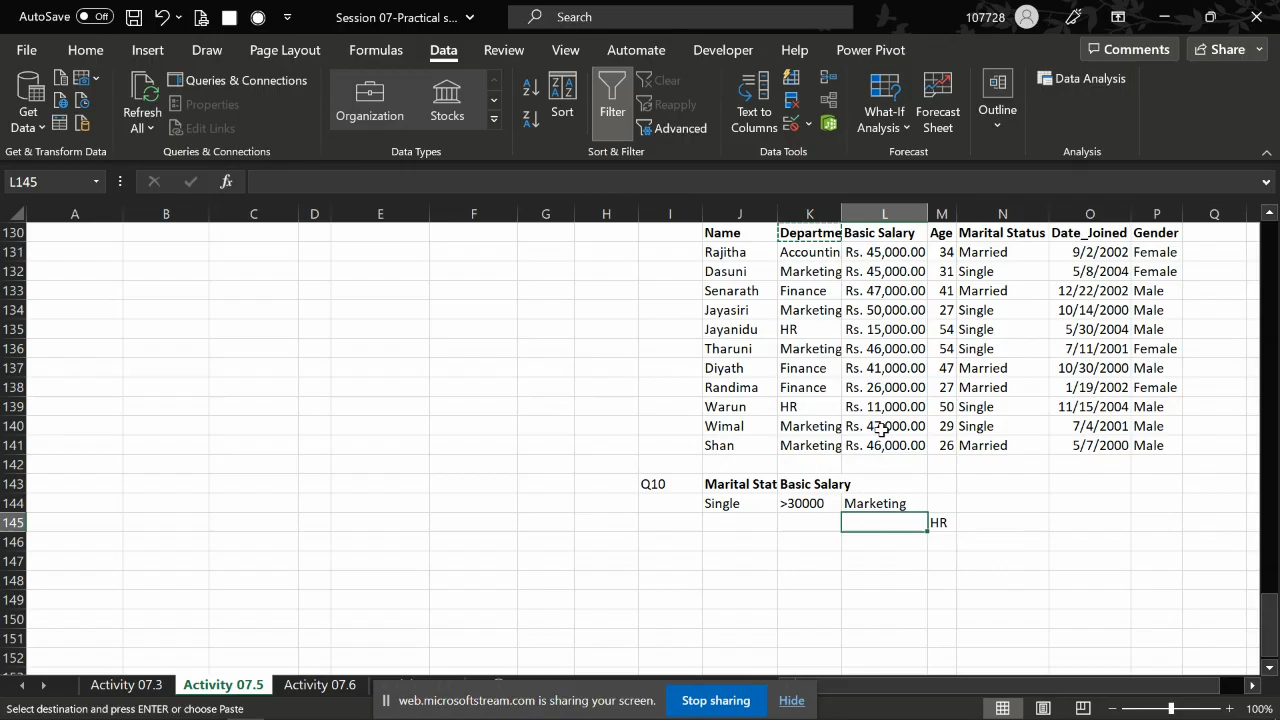 AutoSave Off Session 07-Practical s... Search 107728
File Home Insert Draw Page Layout Formulas Data Review View Automate Developer Help Power Pivot Comments Share
Get Data Refresh All Queries & Connections Properties Edit Links Organization Stocks Sort Filter Clear Reapply Advanced Text to Columns What-If Analysis Forecast Sheet Outline Data Analysis
Get & Transform Data Queries & Connections Data Types Sort & Filter Data Tools Forecast Analysis
L145 fx
A B C D E F G H I J K L M N O P Q
130 Name Departme Basic Salary Age Marital Status Date_Joined Gender
131 Rajitha Accountin Rs. 45,000.00 34 Married 9/2/2002 Female
132 Dasuni Marketing Rs. 45,000.00 31 Single 5/8/2004 Female
133 Senarath Finance Rs. 47,000.00 41 Married 12/22/2002 Male
134 Jayasiri Marketing Rs. 50,000.00 27 Single 10/14/2000 Male
135 Jayanidu HR Rs. 15,000.00 54 Single 5/30/2004 Male
136 Tharuni Marketing Rs. 46,000.00 54 Single 7/11/2001 Female
137 Diyath Finance Rs. 41,000.00 47 Married 10/30/2000 Male
138 Randima Finance Rs. 26,000.00 27 Married 1/19/2002 Female
139 Warun HR Rs. 11,000.00 50 Single 11/15/2004 Male
140 Wimal Marketing Rs. 29 Single 7/4/2001 Male
141 Shan Marketing Rs. 46,000.00 26 Married 5/7/2000 Male
142
143 Q10 Marital Stat Basic Salary
144 Single >30000 Marketing
145 HR
146
147
148
149
150
151
152
Activity 07.3 Activity 07.5 Activity 07.6
web.microsoftstream.com is sharing your screen. Stop sharing Hide
Select destination and press ENTER or choose Paste 100%